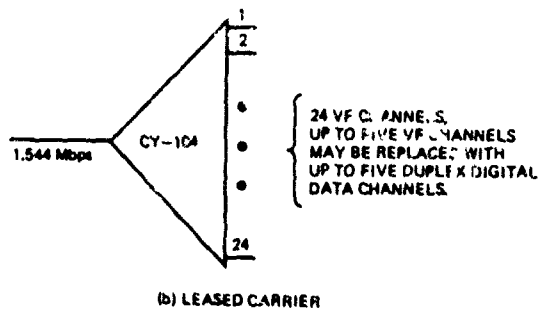 1
2
1.544 Mbps
CY-104
24 VF CHANNELS,
UP TO FIVE VF CHANNELS
MAY BE REPLACED WITH
UP TO FIVE DUPLEX DIGITAL
DATA CHANNELS.
24
(b) LEASED CARRIER